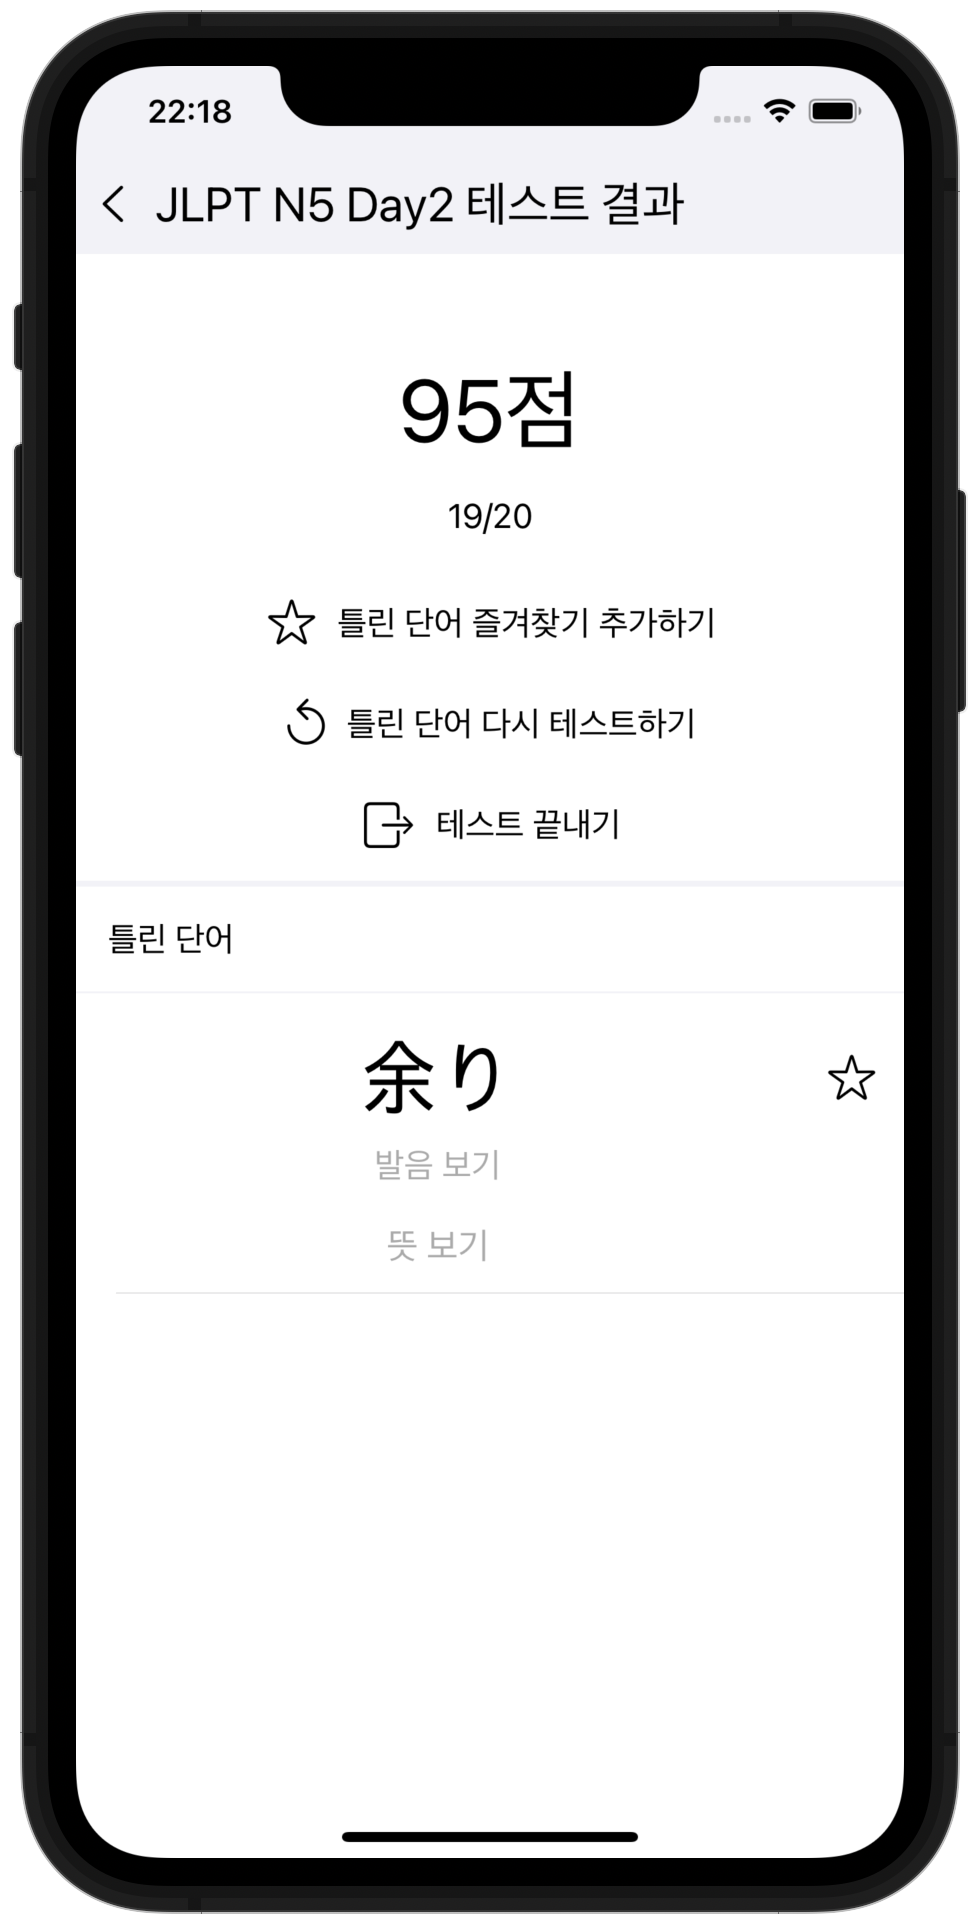 22:18
JLPT N5 Day2 테스트 결과
95점
19/20
틀린 단어 즐겨찾기 추가하기
틀린 단어 다시 테스트하기
테스트 끝내기
틀린 단어
余り
발음 보기
뜻 보기